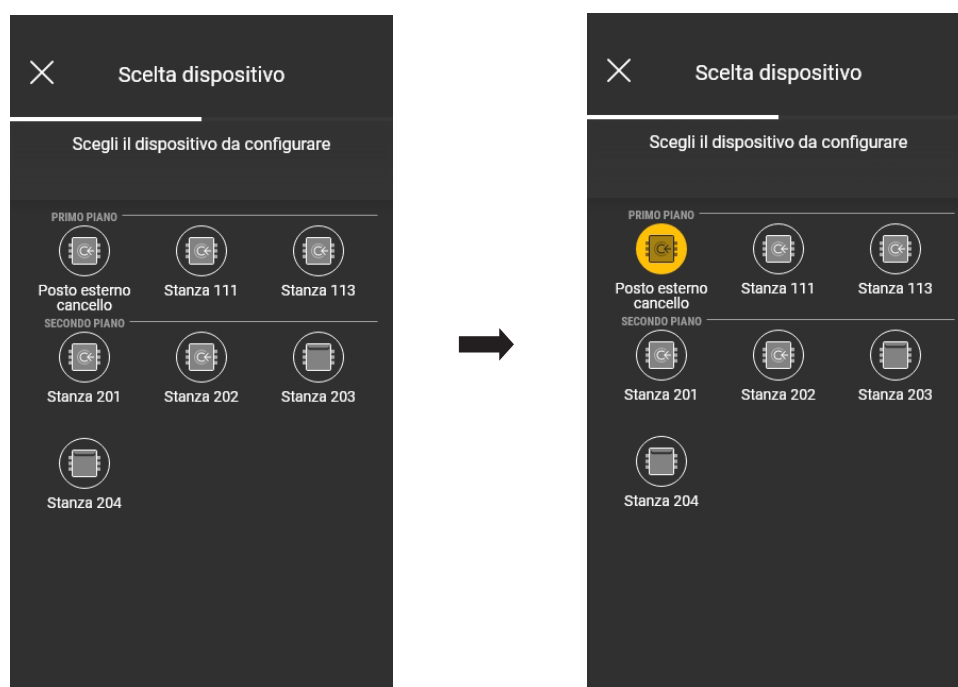 Scelta dispositivo
Scegli il dispositivo da configurare
PRIMO PIANO
Posto esterno
cancello
Stanza 111
Stanza 113
SECONDO PIANO
Stanza 201
Stanza 202
Stanza 203
Stanza 204
Scelta dispositivo
Scegli il dispositivo da configurare
PRIMO PIANO
Posto esterno
cancello
Stanza 111
Stanza 113
SECONDO PIANO
Stanza 201
Stanza 202
Stanza 203
Stanza 204